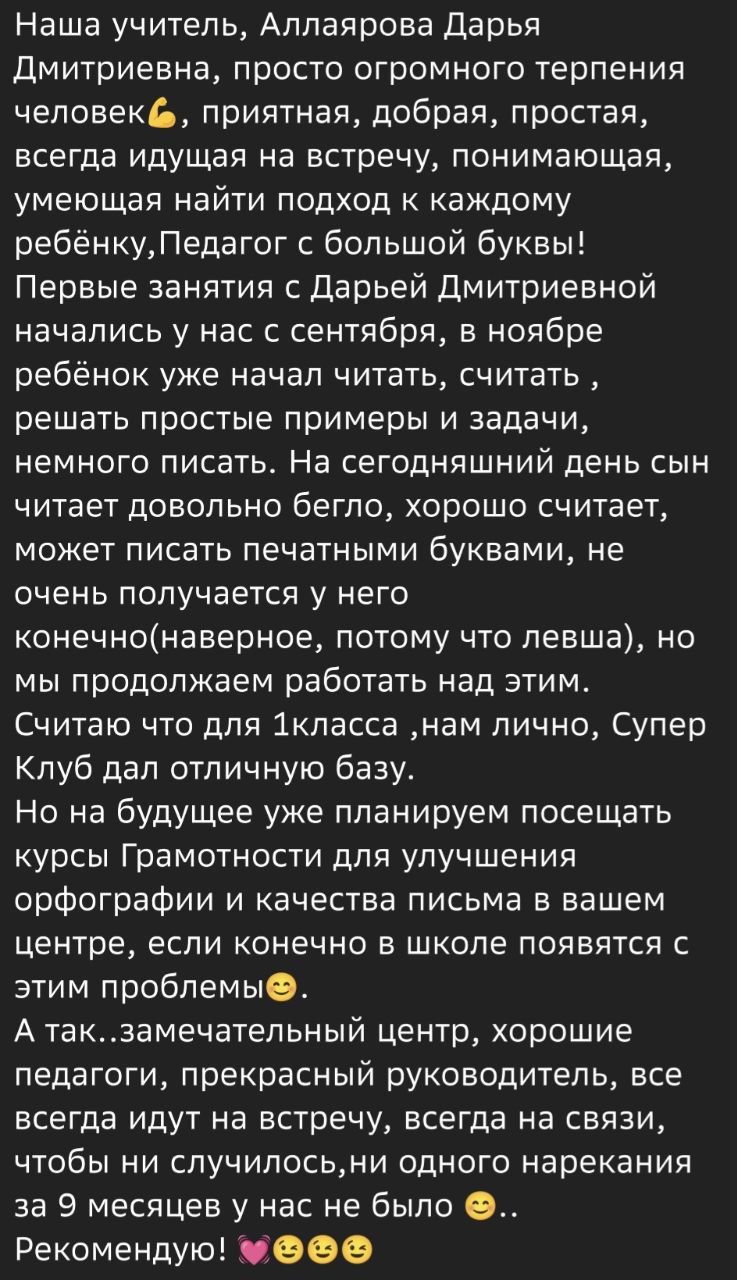 Наша учитель, Аллаярова Дарья
Дмитриевна, просто огромного терпения
человек💪, приятная, добрая, простая,
всегда идущая на встречу, понимающая,
умеющая найти подход к каждому
ребёнку,Педагог с большой буквы!
Первые занятия с Дарьей Дмитриевной
начались у нас с сентября, в ноябре
ребёнок уже начал читать, считать ,
решать простые примеры и задачи,
немного писать. На сегодняшний день сын
читает довольно бегло, хорошо считает,
может писать печатными буквами, не
очень получается у него
конечно(наверное, потому что левша), но
мы продолжаем работать над этим.
Считаю что для 1класса ,нам лично, Супер
Клуб дал отличную базу.
Но на будущее уже планируем посещать
курсы Грамотности для улучшения
орфографии и качества письма в вашем
центре, если конечно в школе появятся с
этим проблемы😊.
А так..замечательный центр, хорошие
педагоги, прекрасный руководитель, все
всегда идут на встречу, всегда на связи,
чтобы ни случилось,ни одного нарекания
за 9 месяцев у нас не было 😊..
Рекомендую! 💓😉😉😉